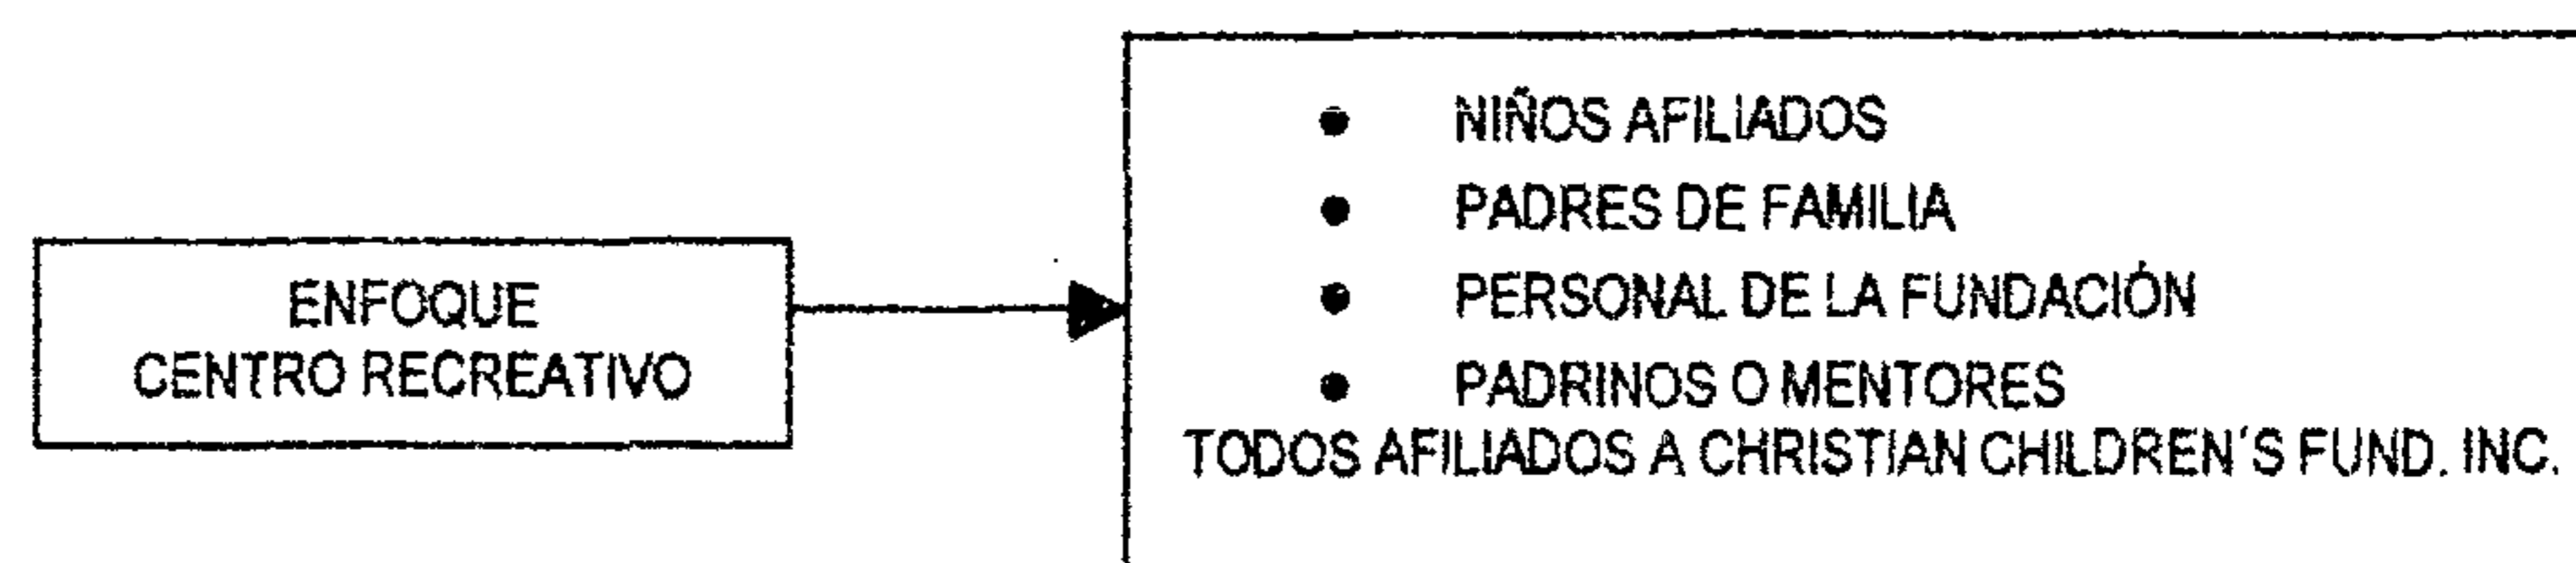 ENFOQUE
CENTRO RECREATIVO
• NIÑOS AFILIADOS
• PADRES DE FAMILIA
• PERSONAL DE LA FUNDACIÓN
• PADRINOS O MENTORES
TODOS AFILIADOS A CHRISTIAN CHILDREN´S FUND. INC.